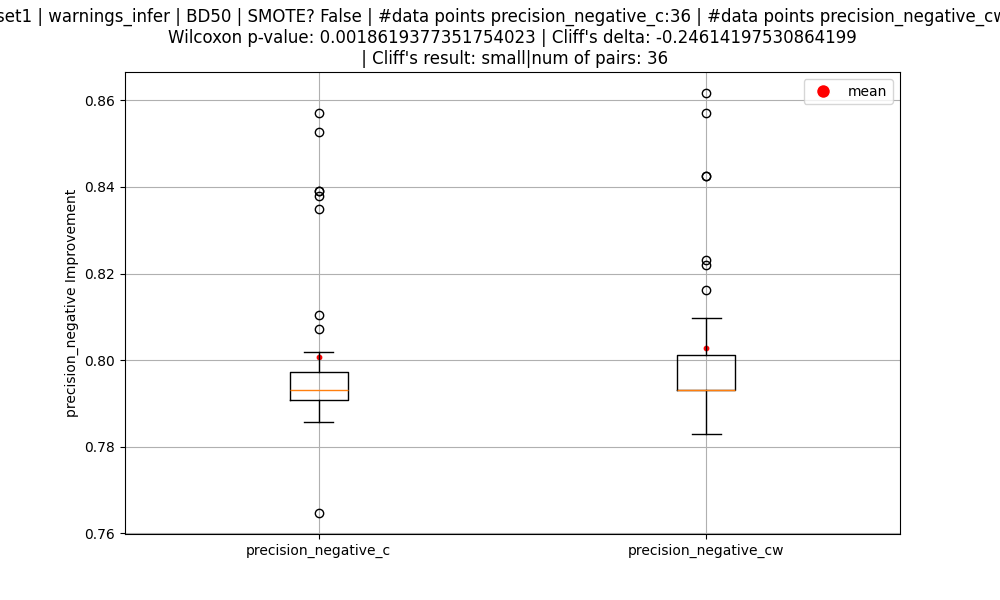 set1 | warnings_infer | BD50 | SMOTE? False | #data points precision_negative_c:36 | #data points precision_negative_cw
Wilcoxon p-value: 0.0018619377351754023 | Cliff's delta: -0.24614197530864199
| Cliff's result: small|num of pairs: 36
mean
0.86
0.84
0.82
0.80
0.78
0.76
precision_negative Improvement
precision_negative_c
precision_negative_cw